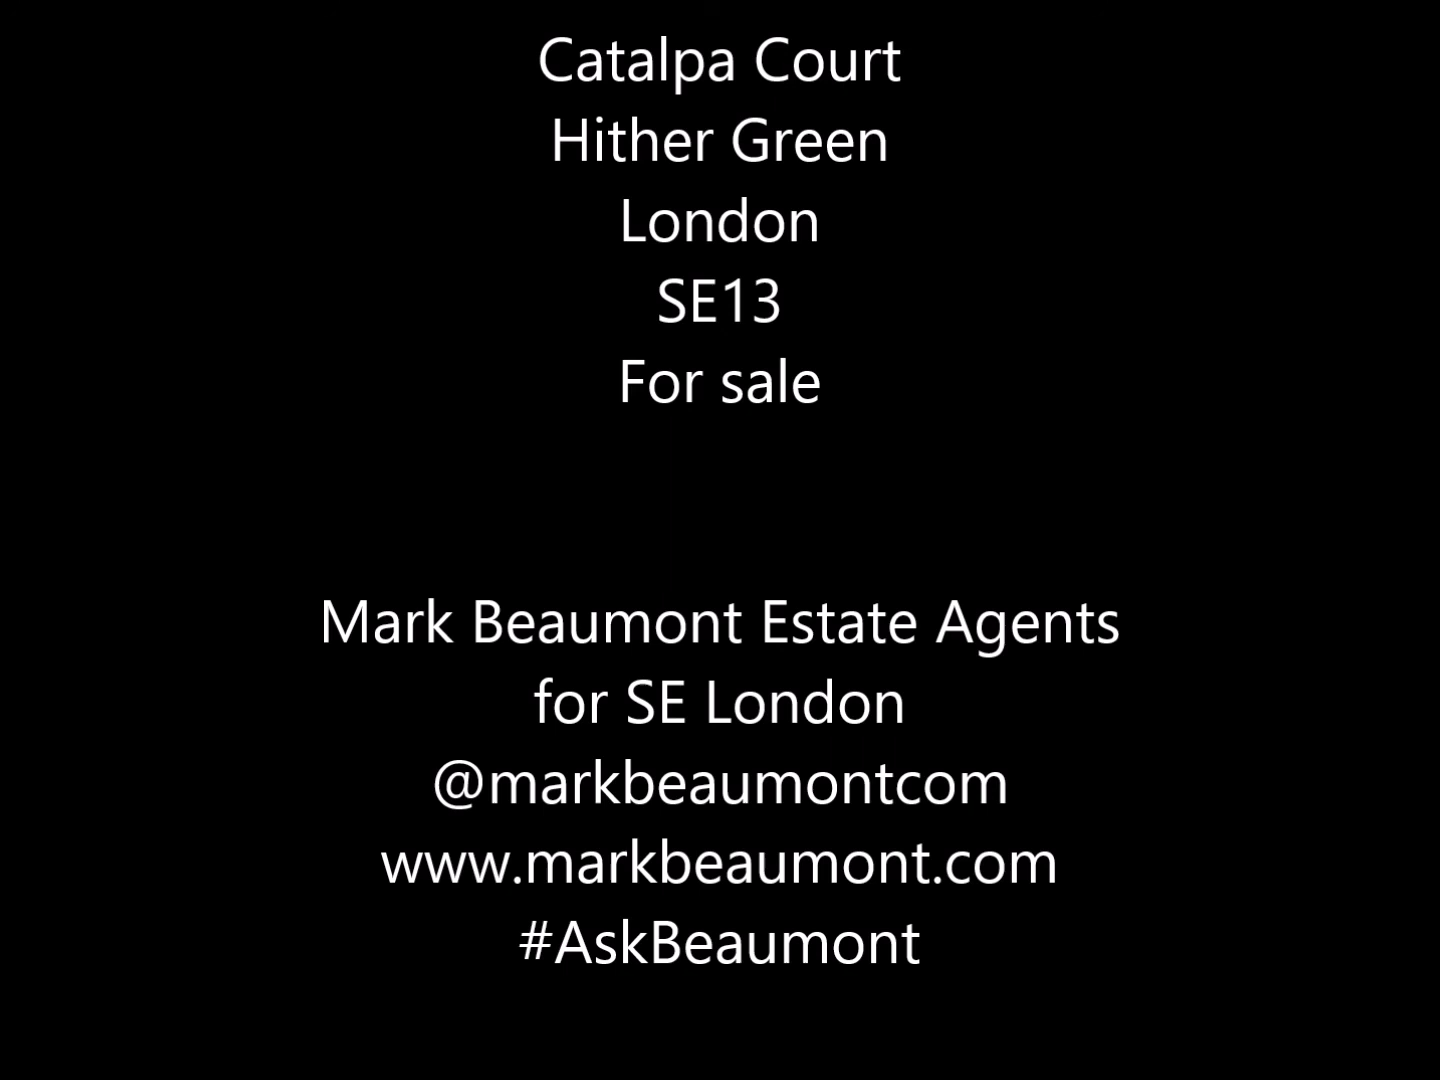 Catalpa Court
Hither Green
London
SE13
For sale
Mark Beaumont Estate Agents
for SE London
@markbeaumontcom
www.markbeaumont.com
#AskBeaumont